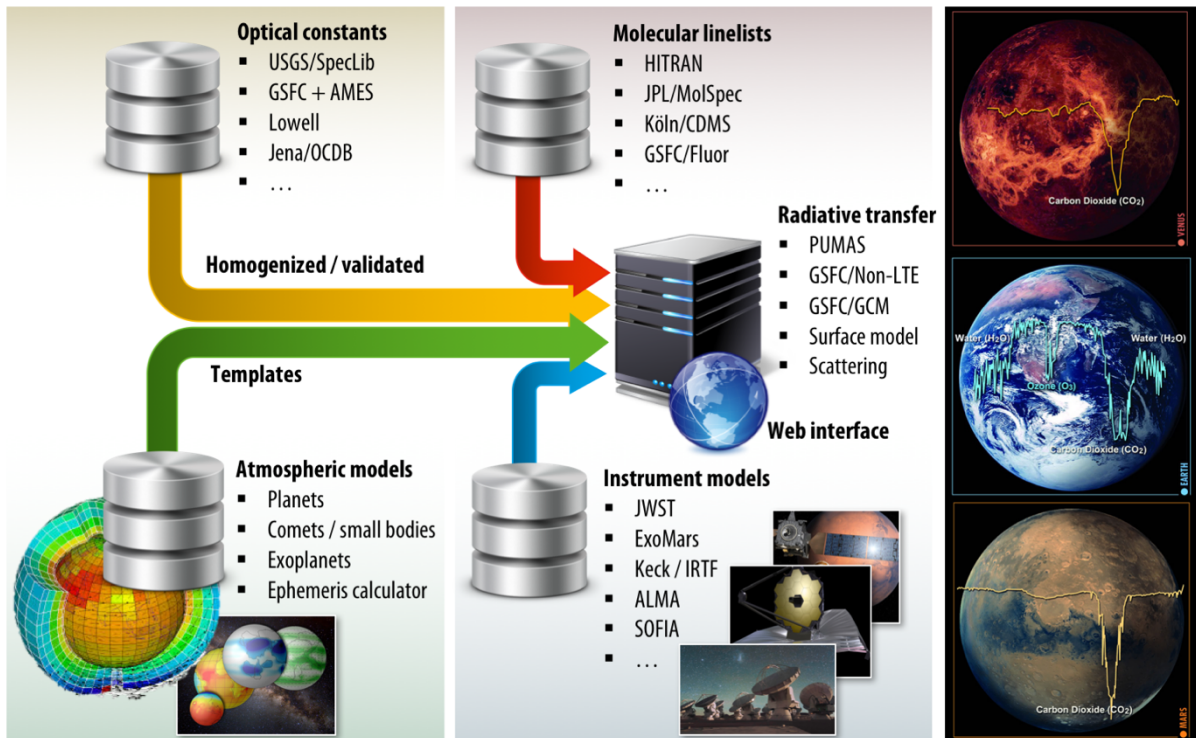 Optical constants
▪ USGS/SpecLib
▪ GSFC + AMES
▪ Lowell
▪ Jena/OCDB
▪ ...
Molecular linelists
▪ HITRAN
▪ JPL/MolSpec
▪ Köln/CDMS
▪ GSFC/Fluor
▪ ...
Homogenized / validated
Templates
Radiative transfer
▪ PUMAS
▪ GSFC/Non-LTE
▪ GSFC/GCM
▪ Surface model
▪ Scattering
Web interface
Atmospheric models
▪ Planets
▪ Comets / small bodies
▪ Exoplanets
▪ Ephemeris calculator
Instrument models
▪ JWST
▪ ExoMars
▪ Keck / IRTF
▪ ALMA
▪ SOFIA
▪ ...
Carbon Dioxide (CO₂)
VENUS
Water (H₂O)
Water (H₂O)
Ozone (O₃)
Carbon Dioxide (CO₂)
EARTH
Carbon Dioxide (CO₂)
MARS